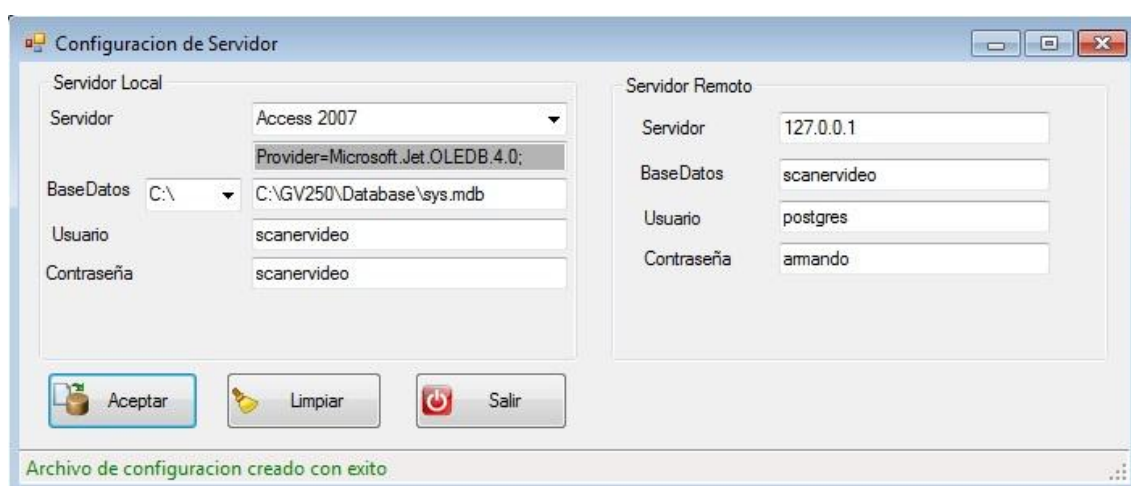 Configuracion de Servidor
Servidor Local
Servidor Access 2007
Provider=Microsoft.Jet.OLEDB.4.0;
BaseDatos C:\ C:\GV250\Database\sys.mdb
Usuario scanervideo
Contraseña scanervideo
Servidor Remoto
Servidor 127.0.0.1
BaseDatos scanervideo
Usuario postgres
Contraseña armando
Aceptar Limpiar Salir
Archivo de configuracion creado con exito